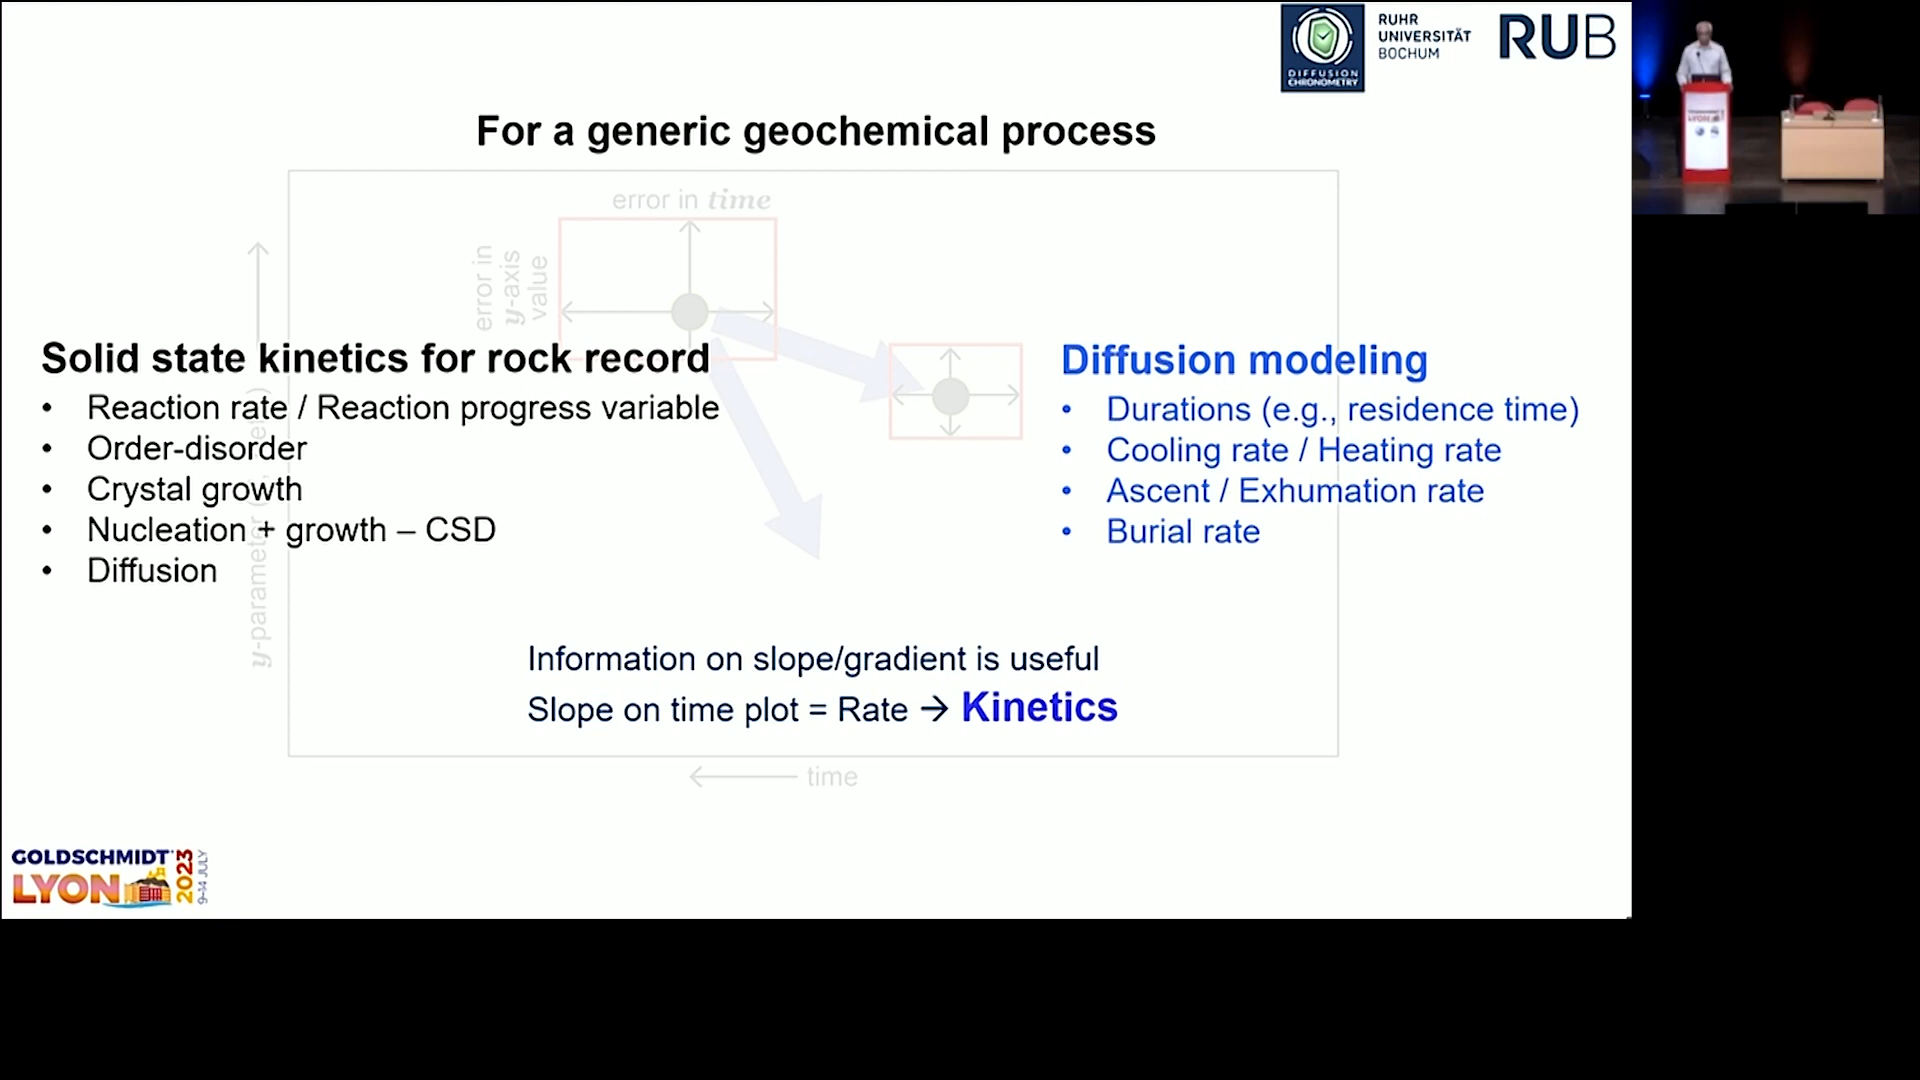 DIFFUSION
CHRONOMETRY
RUHR
UNIVERSITÄT
BOCHUM
RUB
For a generic geochemical process
error in time
error in
y-axis
value
Solid state kinetics for rock record
• Reaction rate / Reaction progress variable
• Order-disorder
• Crystal growth
• Nucleation + growth – CSD
• Diffusion
y-parameter
Diffusion modeling
• Durations (e.g., residence time)
• Cooling rate / Heating rate
• Ascent / Exhumation rate
• Burial rate
Information on slope/gradient is useful
Slope on time plot = Rate → Kinetics
time
GOLDSCHMIDT
LYON
2023
9-14 JULY
LYON